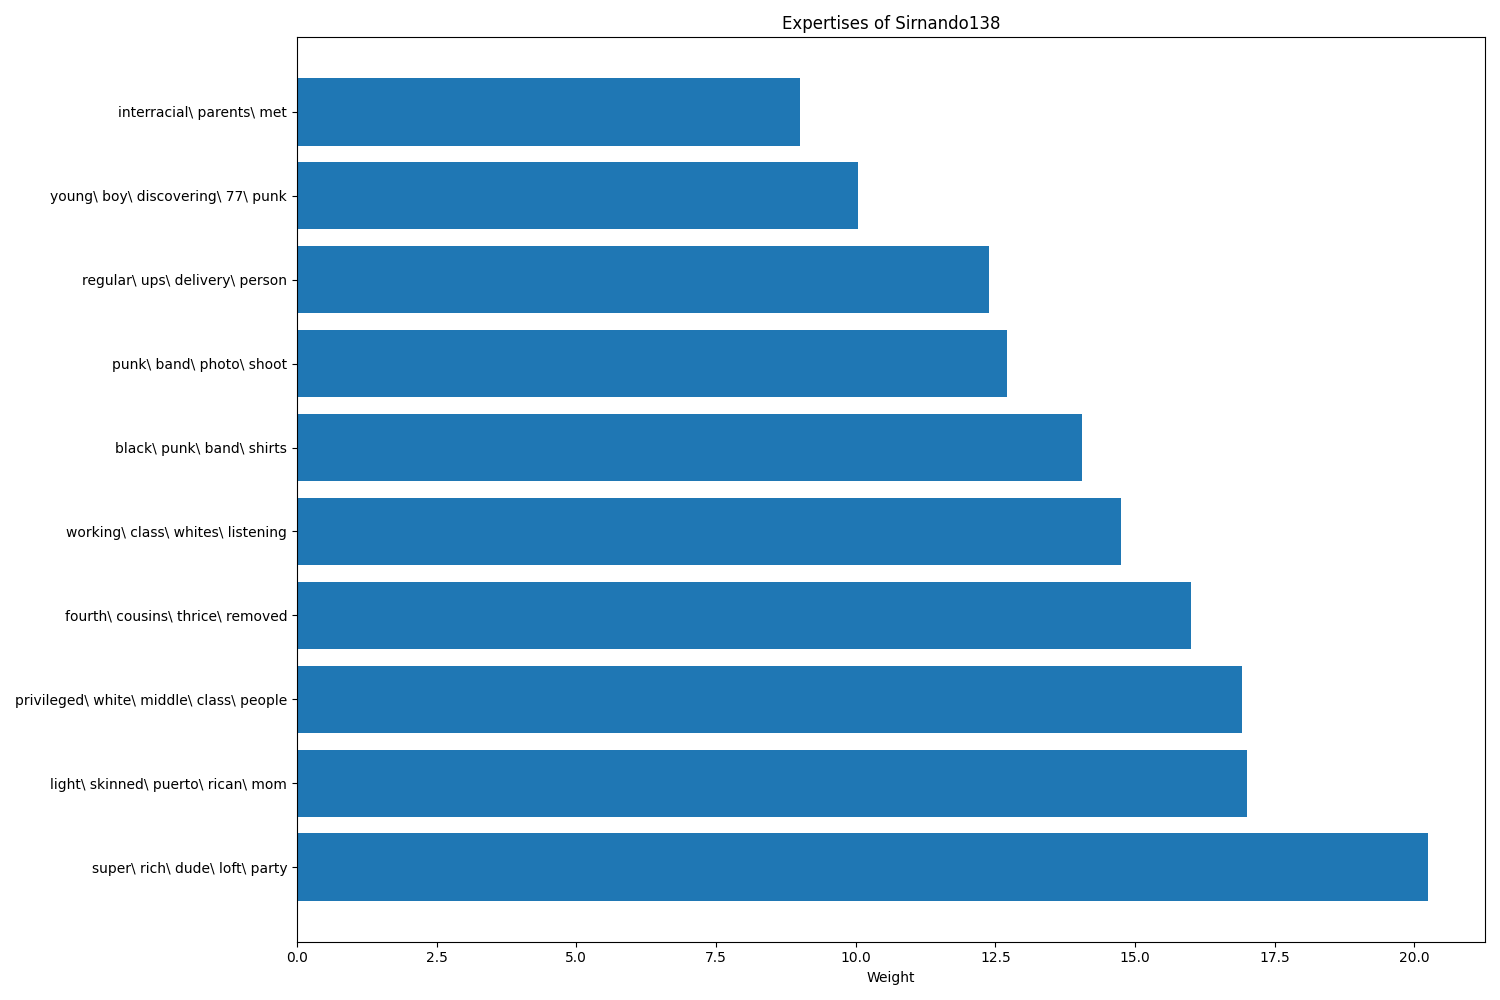 Expertises of Sirnando138
interracial\ parents\ met
young\ boy\ discovering\ 77\ punk
regular\ ups\ delivery\ person
punk\ band\ photo\ shoot
black\ punk\ band\ shirts
working\ class\ whites\ listening
fourth\ cousins\ thrice\ removed
privileged\ white\ middle\ class\ people
light\ skinned\ puerto\ rican\ mom
super\ rich\ dude\ loft\ party
0.0 2.5 5.0 7.5 10.0 12.5 15.0 17.5 20.0
Weight